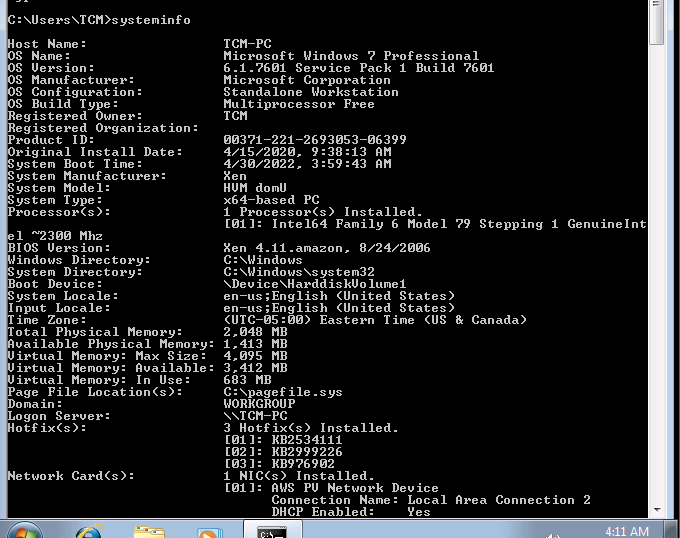 C:\Users\TCM>systeminfo
Host Name: TCM-PC
OS Name: Microsoft Windows 7 Professional
OS Version: 6.1.7601 Service Pack 1 Build 7601
OS Manufacturer: Microsoft Corporation
OS Configuration: Standalone Workstation
OS Build Type: Multiprocessor Free
Registered Owner: TCM
Registered Organization:
Product ID: 00371-221-2693053-06399
Original Install Date: 4/15/2020, 9:38:13 AM
System Boot Time: 4/30/2022, 3:59:43 AM
System Manufacturer: Xen
System Model: HVM domU
System Type: x64-based PC
Processor(s): 1 Processor(s) Installed.
[01]: Intel64 Family 6 Model 79 Stepping 1 GenuineInt
el ~2300 Mhz
BIOS Version: Xen 4.11.amazon, 8/24/2006
Windows Directory: C:\Windows
System Directory: C:\Windows\system32
Boot Device: \Device\HarddiskVolume1
System Locale: en-us;English (United States)
Input Locale: en-us;English (United States)
Time Zone: (UTC-05:00) Eastern Time (US & Canada)
Total Physical Memory: 2,048 MB
Available Physical Memory: 1,413 MB
Virtual Memory: Max Size: 4,095 MB
Virtual Memory: Available: 3,412 MB
Virtual Memory: In Use: 683 MB
Page File Location(s): C:\pagefile.sys
Domain: WORKGROUP
Logon Server: \\TCM-PC
Hotfix(s): 3 Hotfix(s) Installed.
[01]: KB2534111
[02]: KB2999226
[03]: KB976902
Network Card(s): 1 NIC(s) Installed.
[01]: AWS PV Network Device
Connection Name: Local Area Connection 2
DHCP Enabled: Yes
C:\
4:11 AM